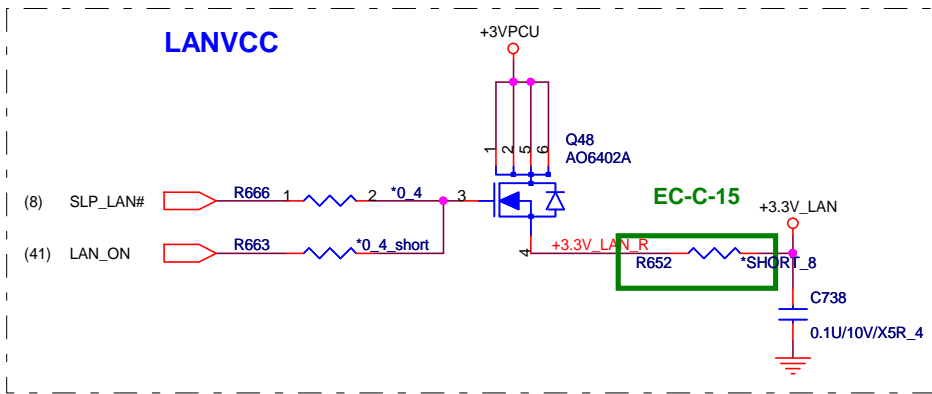 LANVCC
+3VPCU
1
2
5
6
Q48
AO6402A
(8) SLP_LAN# R666 1 2 *0_4 3
EC-C-15
+3.3V_LAN
(41) LAN_ON R663 *0_4_short
4
+3.3V_LAN_R
R652 *SHORT_8
C738
0.1U/10V/X5R_4